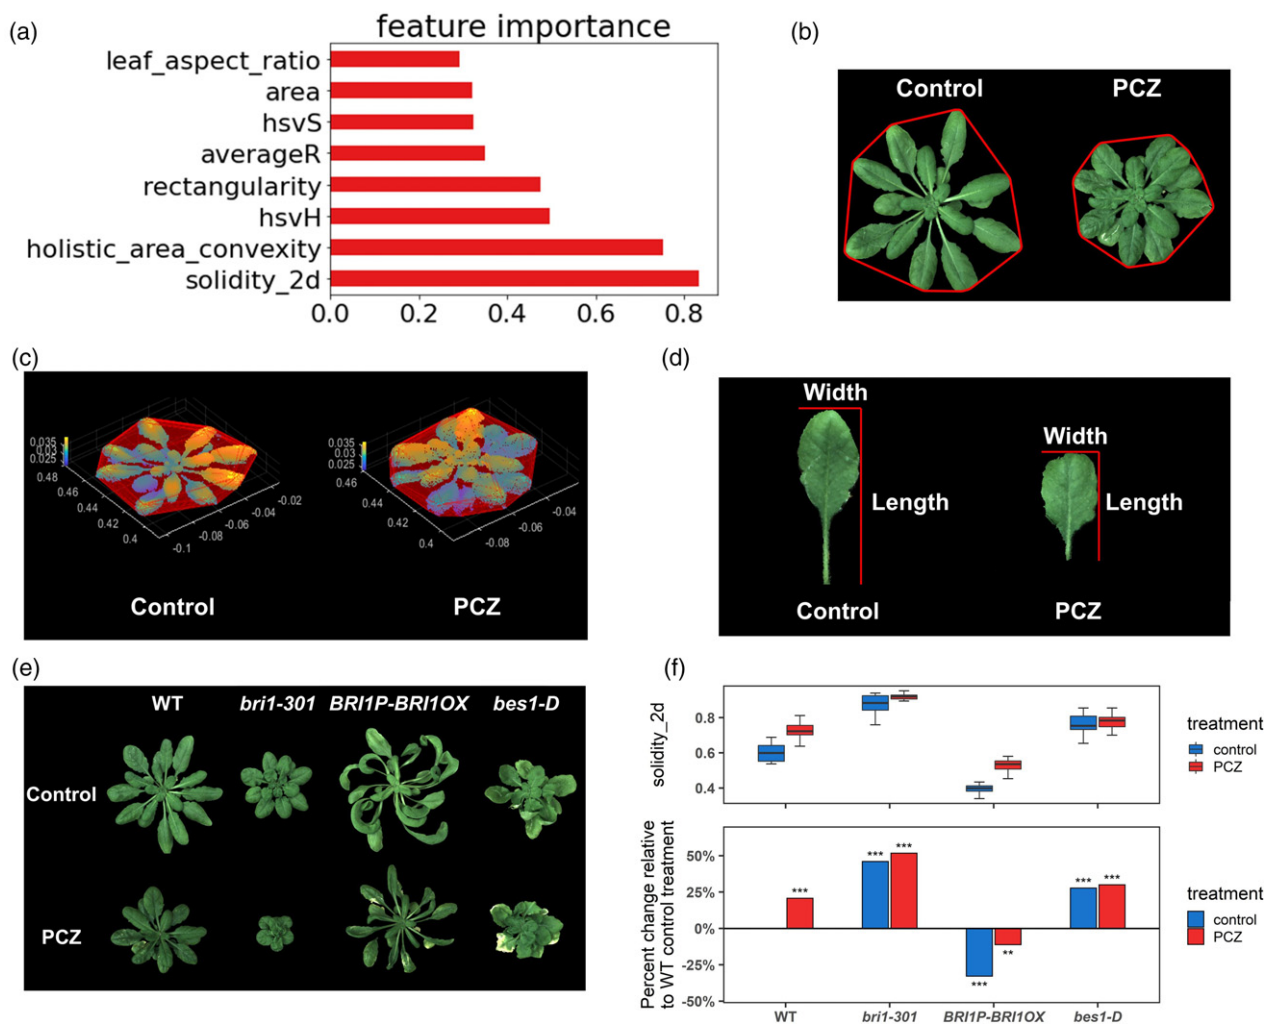 (a)
feature importance
leaf_aspect_ratio
area
hsvS
averageR
rectangularity
hsvH
holistic_area_convexity
solidity_2d
0.0 0.2 0.4 0.6 0.8
(b)
Control PCZ
(c)
0.035
0.03
0.025
0.48
0.46
0.44
0.42
0.4
-0.1
-0.08
-0.06
-0.04
-0.02
0.035
0.03
0.025
0.46
0.44
0.42
0.4
-0.08
-0.06
-0.04
Control PCZ
(d)
Width
Length
Control
Width
Length
PCZ
(e)
WT bri1-301 BRI1P-BRI1OX bes1-D
Control
PCZ
(f)
solidity_2d
0.8
0.6
0.4
treatment
control
PCZ
Percent change relative
to WT control treatment
50%
25%
0%
-25%
-50%
***
*** ***
***
**
*** ***
treatment
control
PCZ
WT bri1-301 BRI1P-BRI1OX bes1-D